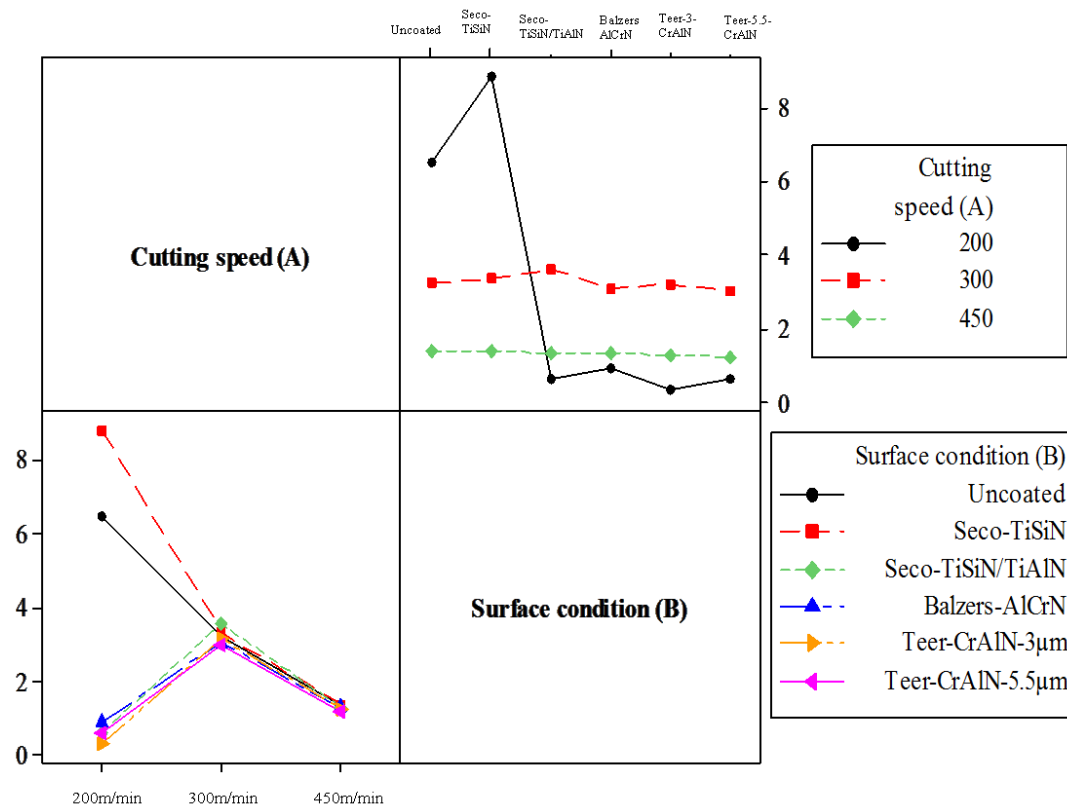 Uncoated
Seco-
TiSiN
Seco-
TiSiN/TiAlN
Balzers
AlCrN
Teer-3-
CrAlN
Teer-5.5-
CrAlN
Cutting speed (A)
8
6
4
2
0
Cutting
speed (A)
200
300
450
8
6
4
2
0
Surface condition (B)
Surface condition (B)
Uncoated
Seco-TiSiN
Seco-TiSiN/TiAlN
Balzers-AlCrN
Teer-CrAlN-3µm
Teer-CrAlN-5.5µm
200m/min 300m/min 450m/min